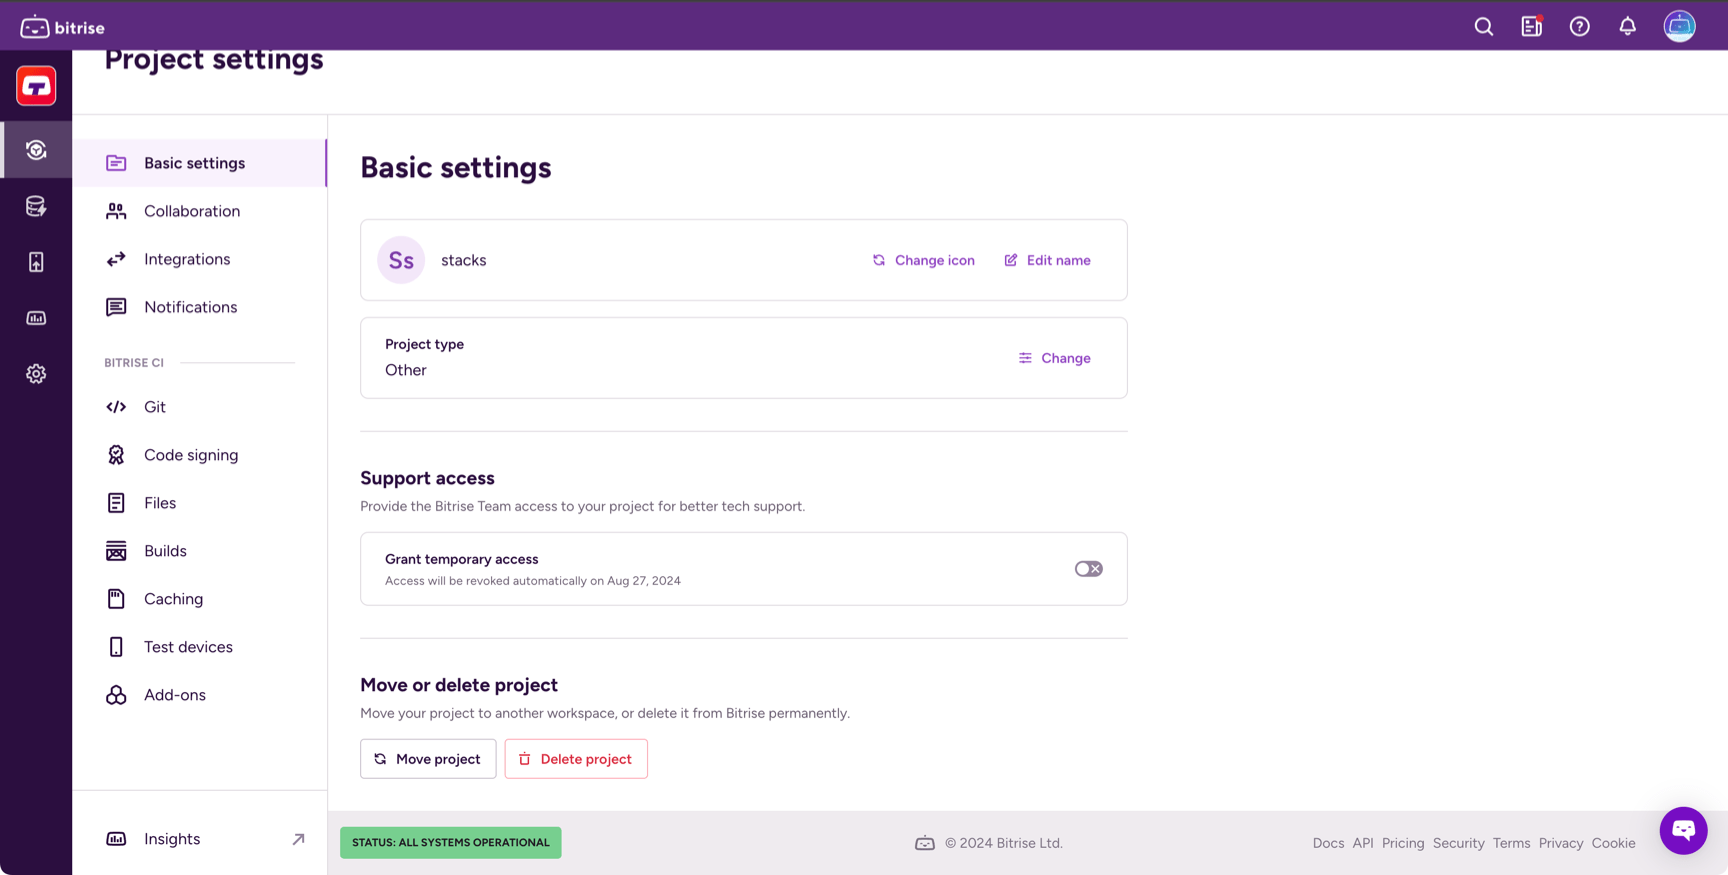 bitrise
Project settings
Basic settings
Collaboration
Integrations
Notifications
BITRISE CI
Git
Code signing
Files
Builds
Caching
Test devices
Add-ons
Insights
Basic settings
Ss stacks Change icon Edit name
Project type
Other
Change
Support access
Provide the Bitrise Team access to your project for better tech support.
Grant temporary access
Access will be revoked automatically on Aug 27, 2024
Move or delete project
Move your project to another workspace, or delete it from Bitrise permanently.
Move project Delete project
STATUS: ALL SYSTEMS OPERATIONAL © 2024 Bitrise Ltd. Docs API Pricing Security Terms Privacy Cookie